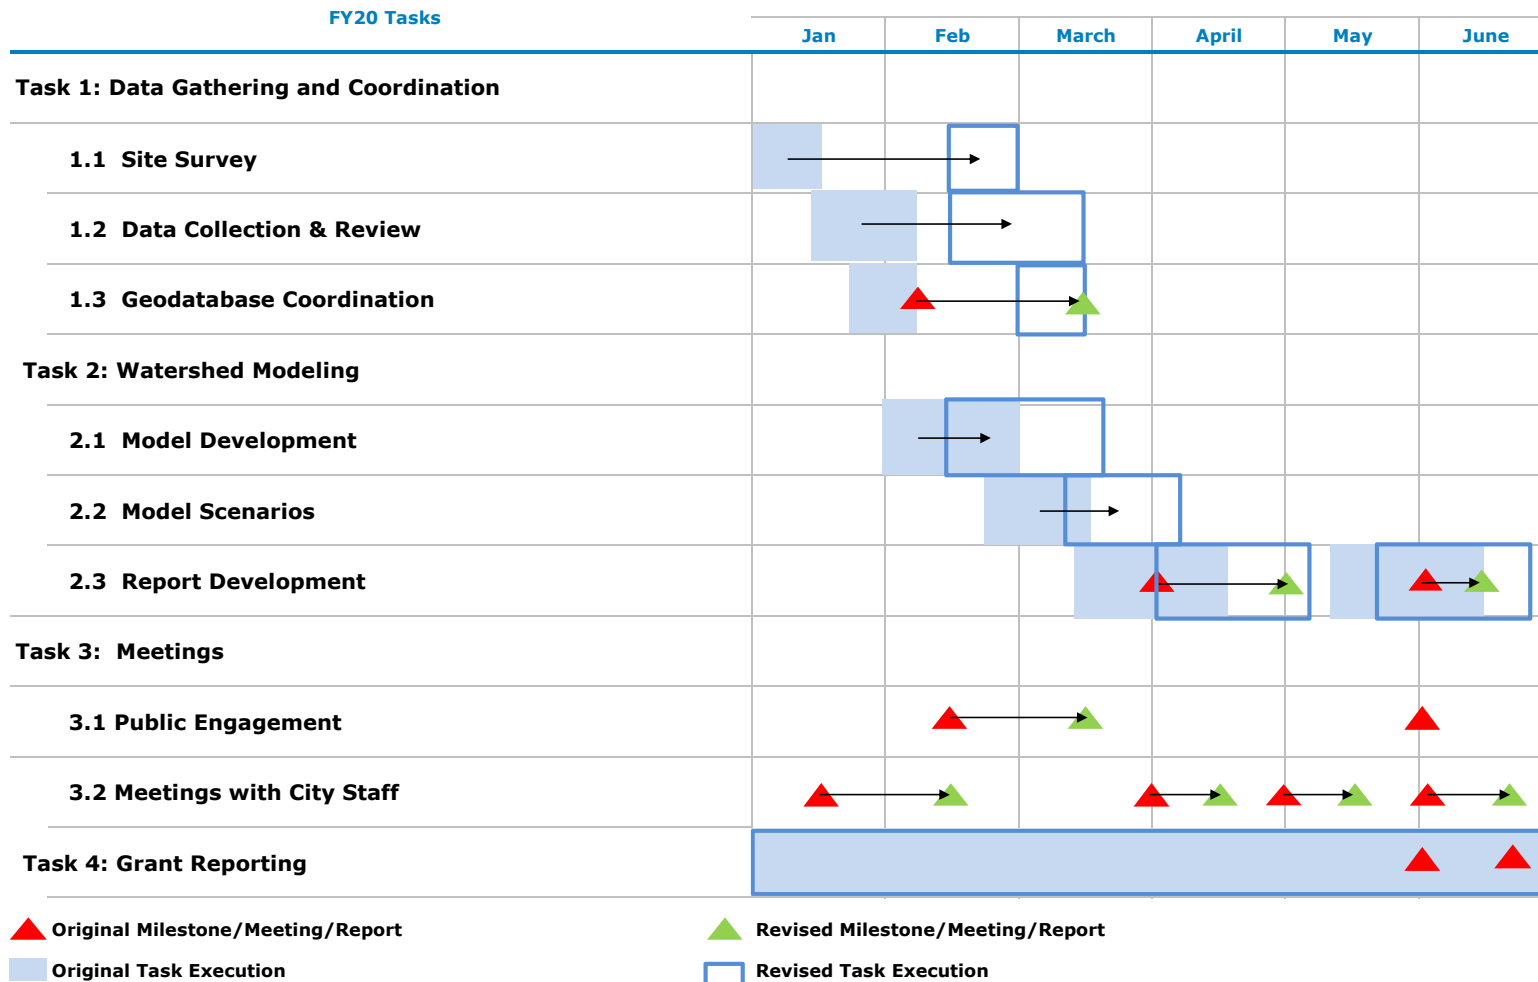 FY20 Tasks
Jan Feb March April May June
Task 1: Data Gathering and Coordination
1.1 Site Survey
1.2 Data Collection & Review
1.3 Geodatabase Coordination
Task 2: Watershed Modeling
2.1 Model Development
2.2 Model Scenarios
2.3 Report Development
Task 3: Meetings
3.1 Public Engagement
3.2 Meetings with City Staff
Task 4: Grant Reporting
Original Milestone/Meeting/Report Revised Milestone/Meeting/Report
Original Task Execution Revised Task Execution